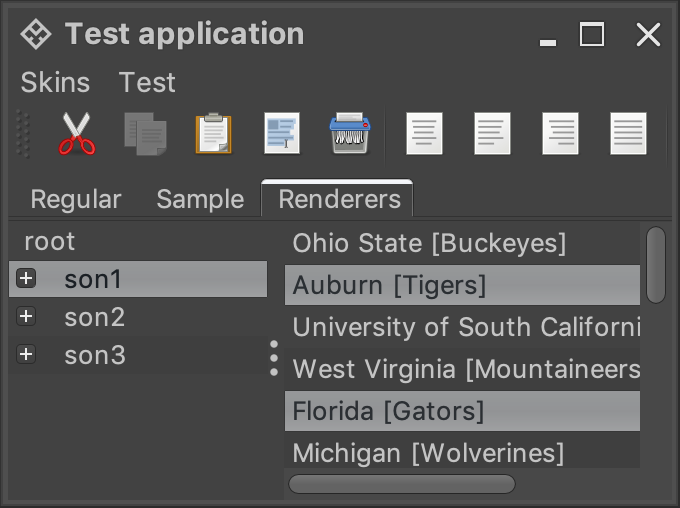 Test application
Skins Test
Regular Sample Renderers
root
son1
son2
son3
Ohio State [Buckeyes]
Auburn [Tigers]
University of South Californi
West Virginia [Mountaineers
Florida [Gators]
Michigan [Wolverines]